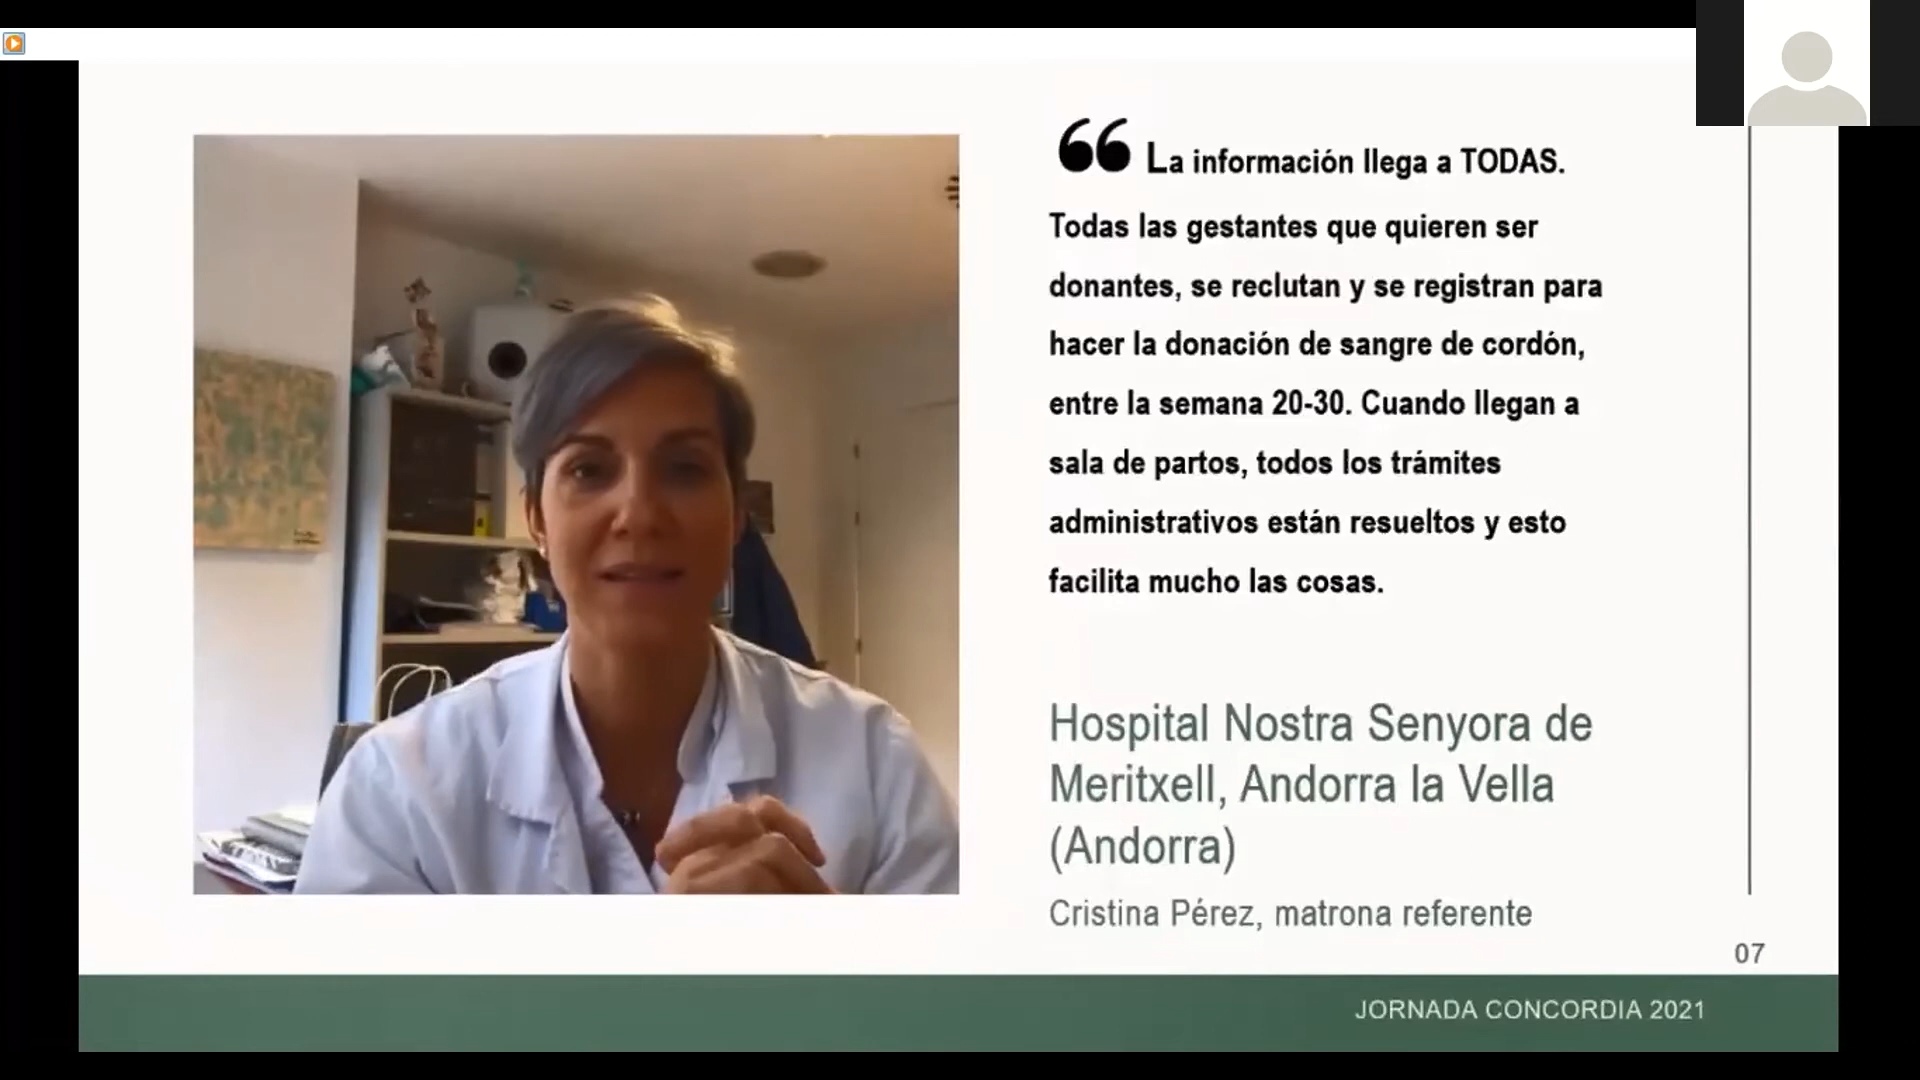 “ La información llega a TODAS.
Todas las gestantes que quieren ser
donantes, se reclutan y se registran para
hacer la donación de sangre de cordón,
entre la semana 20-30. Cuando llegan a
sala de partos, todos los trámites
administrativos están resueltos y esto
facilita mucho las cosas.
Hospital Nostra Senyora de
Meritxell, Andorra la Vella
(Andorra)
Cristina Pérez, matrona referente
07
JORNADA CONCORDIA 2021